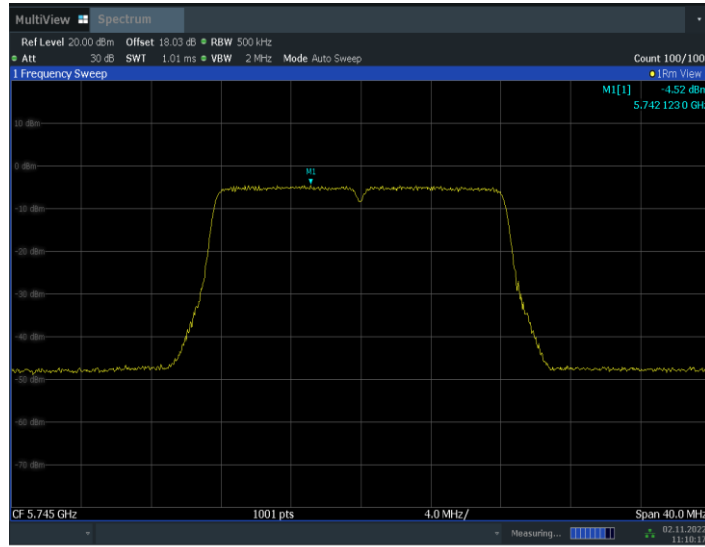 MultiView Spectrum
Ref Level 20.00 dBm Offset 18.03 dB RBW 500 kHz
Att 30 dB SWT 1.01 ms VBW 2 MHz Mode Auto Sweep Count 100/100
1 Frequency Sweep 1Rm View
M1[1] -4.52 dBm
5.742 123 0 GHz
10 dBm
0 dBm
M1
-10 dBm
-20 dBm
-30 dBm
-40 dBm
-50 dBm
-60 dBm
-70 dBm
CF 5.745 GHz 1001 pts 4.0 MHz/ Span 40.0 MHz
Measuring... 02.11.2022
11:10:17